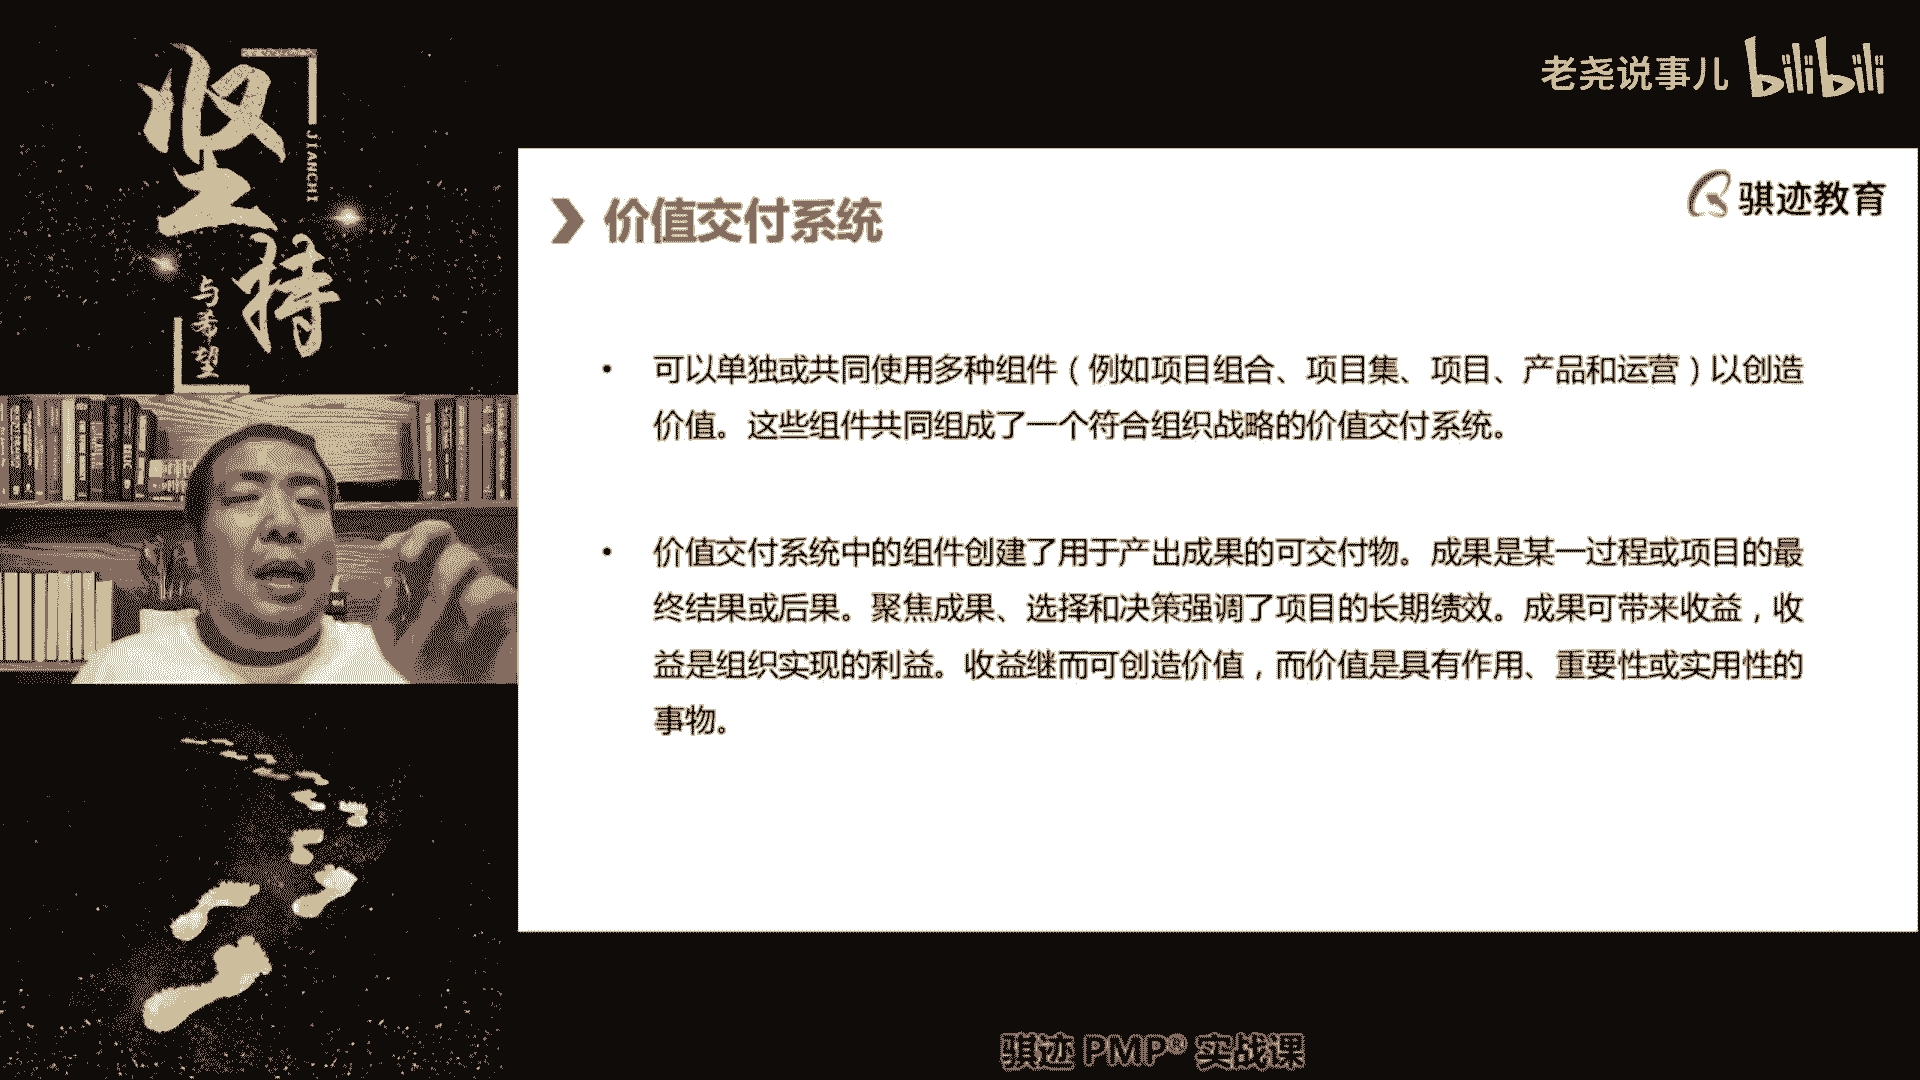 坚持
JIANCHI
与希望
老尧说事儿 bilibili
骐迹教育
价值交付系统
• 可以单独或共同使用多种组件（例如项目组合、项目集、项目、产品和运营）以创造
价值。这些组件共同组成了一个符合组织战略的价值交付系统。
• 价值交付系统中的组件创建了用于产出成果的可交付物。成果是某一过程或项目的最
终结果或后果。聚焦成果、选择和决策强调了项目的长期绩效。成果可带来收益，收
益是组织实现的利益。收益继而可创造价值，而价值是具有作用、重要性或实用性的
事物。
骐迹 PMP® 实战课